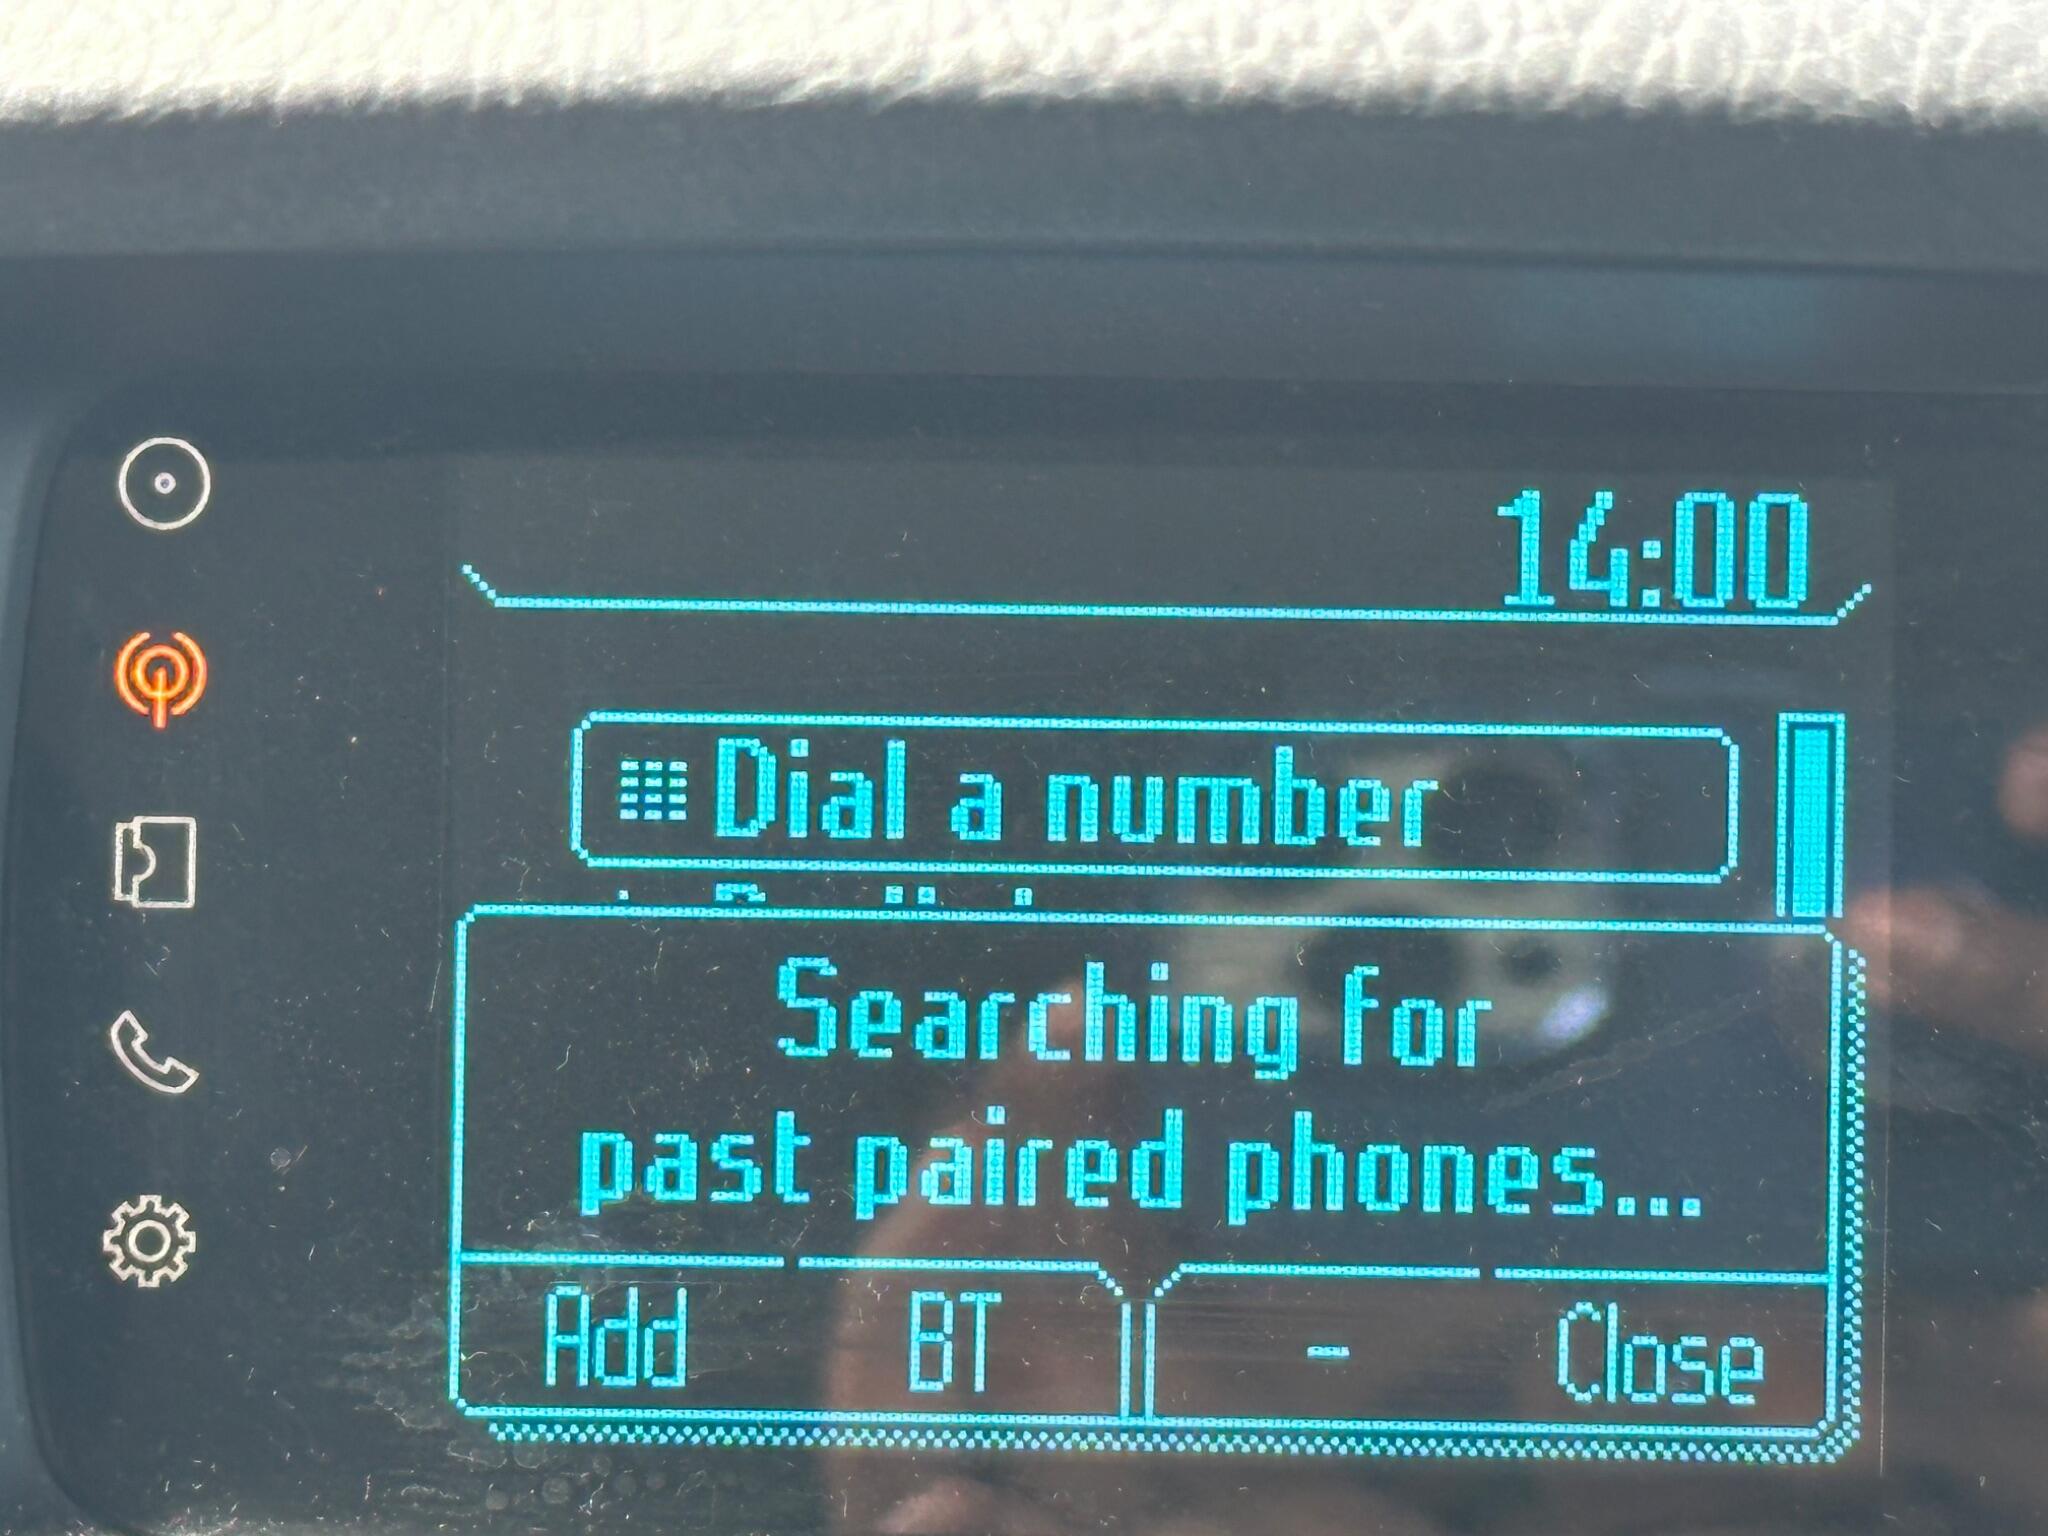 14:00
Dial a number
Searching for
past paired phones...
Add BT - Close